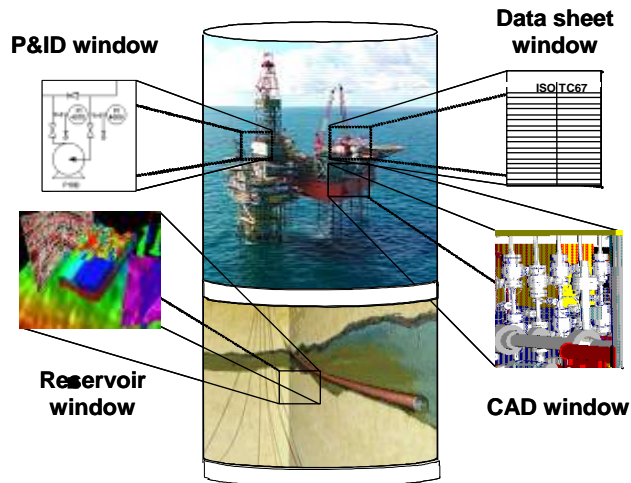 P&ID window
Data sheet
window
ISO TC67
Reservoir
window
CAD window